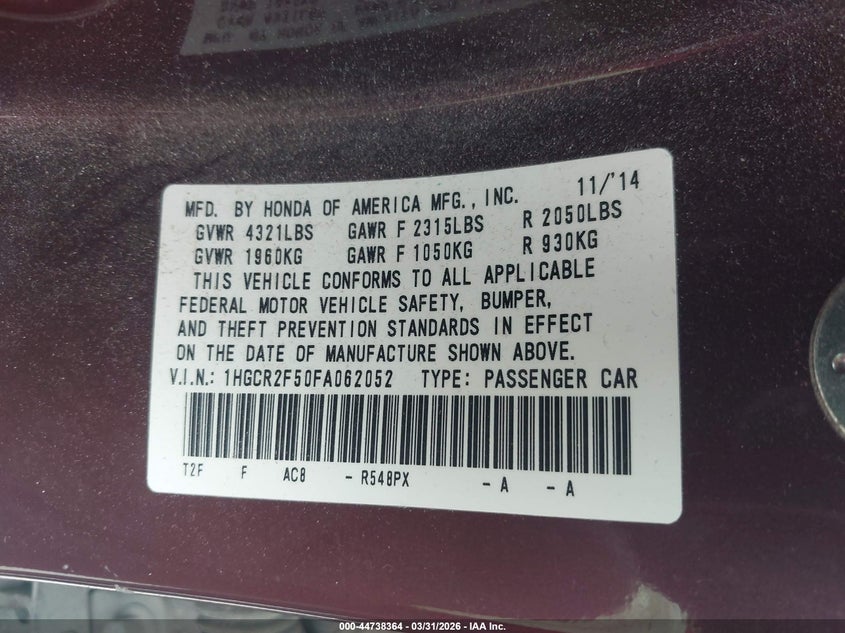 MFD. BY HONDA OF AMERICA MFG., INC. 11/'14
GVWR 4321LBS GAWR F 2315LBS R 2050LBS
GVWR 1960KG GAWR F 1050KG R 930KG
THIS VEHICLE CONFORMS TO ALL APPLICABLE
FEDERAL MOTOR VEHICLE SAFETY, BUMPER,
AND THEFT PREVENTION STANDARDS IN EFFECT
ON THE DATE OF MANUFACTURE SHOWN ABOVE.
V.I.N.: 1HGCR2F50FA062052 TYPE: PASSENGER CAR
T2F F AC8 - R548PX - A - A
000-44738364 - 03/31/2026 - IAA Inc.